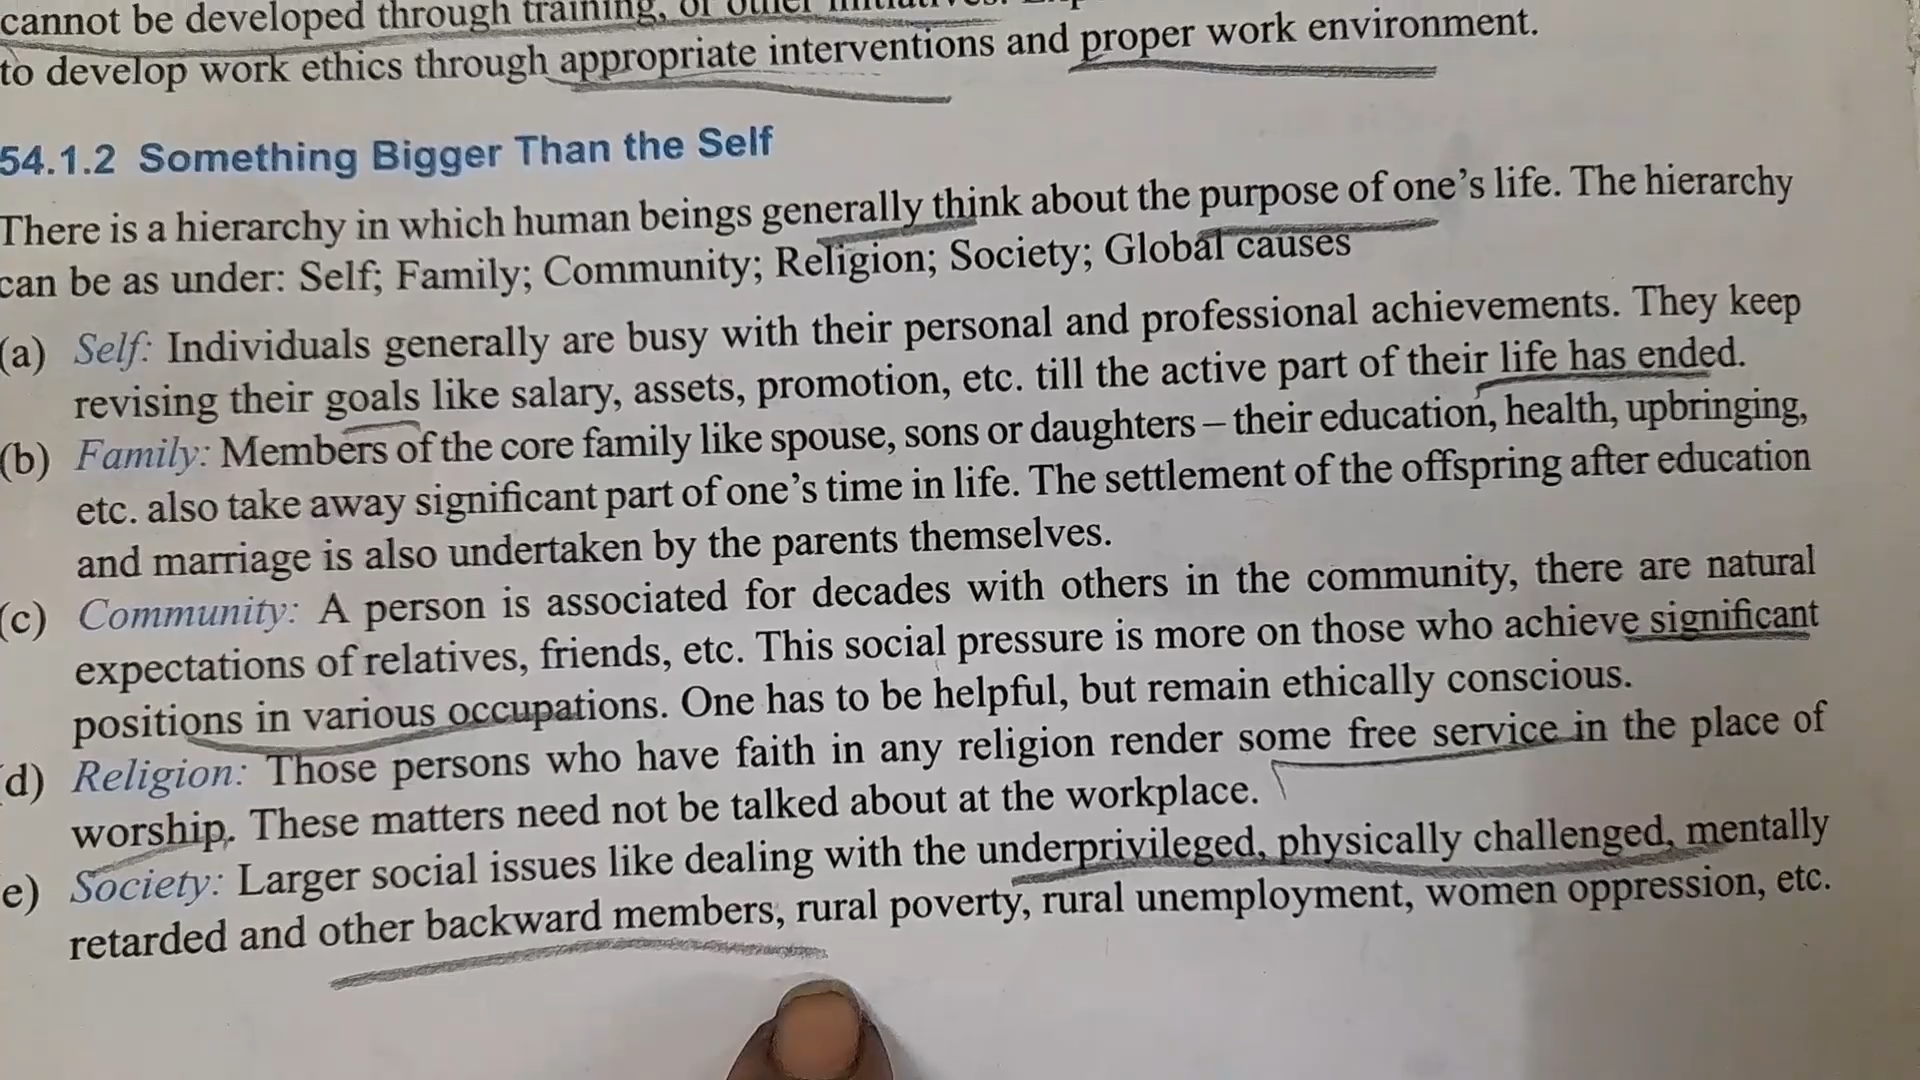 cannot be developed through training, or other initiatives.
to develop work ethics through appropriate interventions and proper work environment.
54.1.2 Something Bigger Than the Self
There is a hierarchy in which human beings generally think about the purpose of one’s life. The hierarchy
can be as under: Self; Family; Community; Religion; Society; Global causes
(a) Self: Individuals generally are busy with their personal and professional achievements. They keep
revising their goals like salary, assets, promotion, etc. till the active part of their life has ended.
(b) Family: Members of the core family like spouse, sons or daughters – their education, health, upbringing,
etc. also take away significant part of one’s time in life. The settlement of the offspring after education
and marriage is also undertaken by the parents themselves.
(c) Community: A person is associated for decades with others in the community, there are natural
expectations of relatives, friends, etc. This social pressure is more on those who achieve significant
positions in various occupations. One has to be helpful, but remain ethically conscious.
d) Religion: Those persons who have faith in any religion render some free service in the place of
worship. These matters need not be talked about at the workplace.
e) Society: Larger social issues like dealing with the underprivileged, physically challenged, mentally
retarded and other backward members, rural poverty, rural unemployment, women oppression, etc.